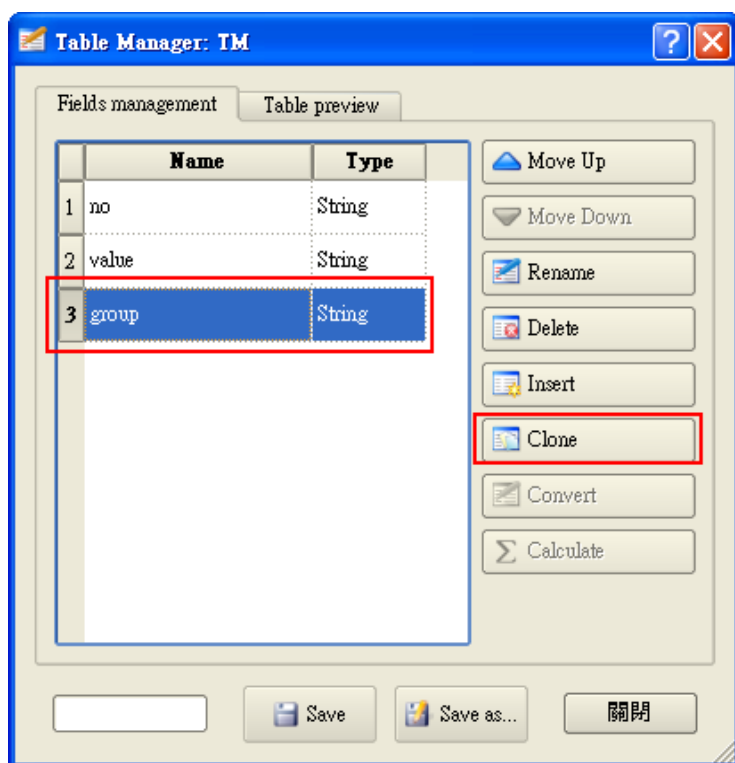 Table Manager: TM
Fields management
Table preview
Name Type
1 no String
2 value String
3 group String
Move Up
Move Down
Rename
Delete
Insert
Clone
Convert
Σ Calculate
Save
Save as...
關閉